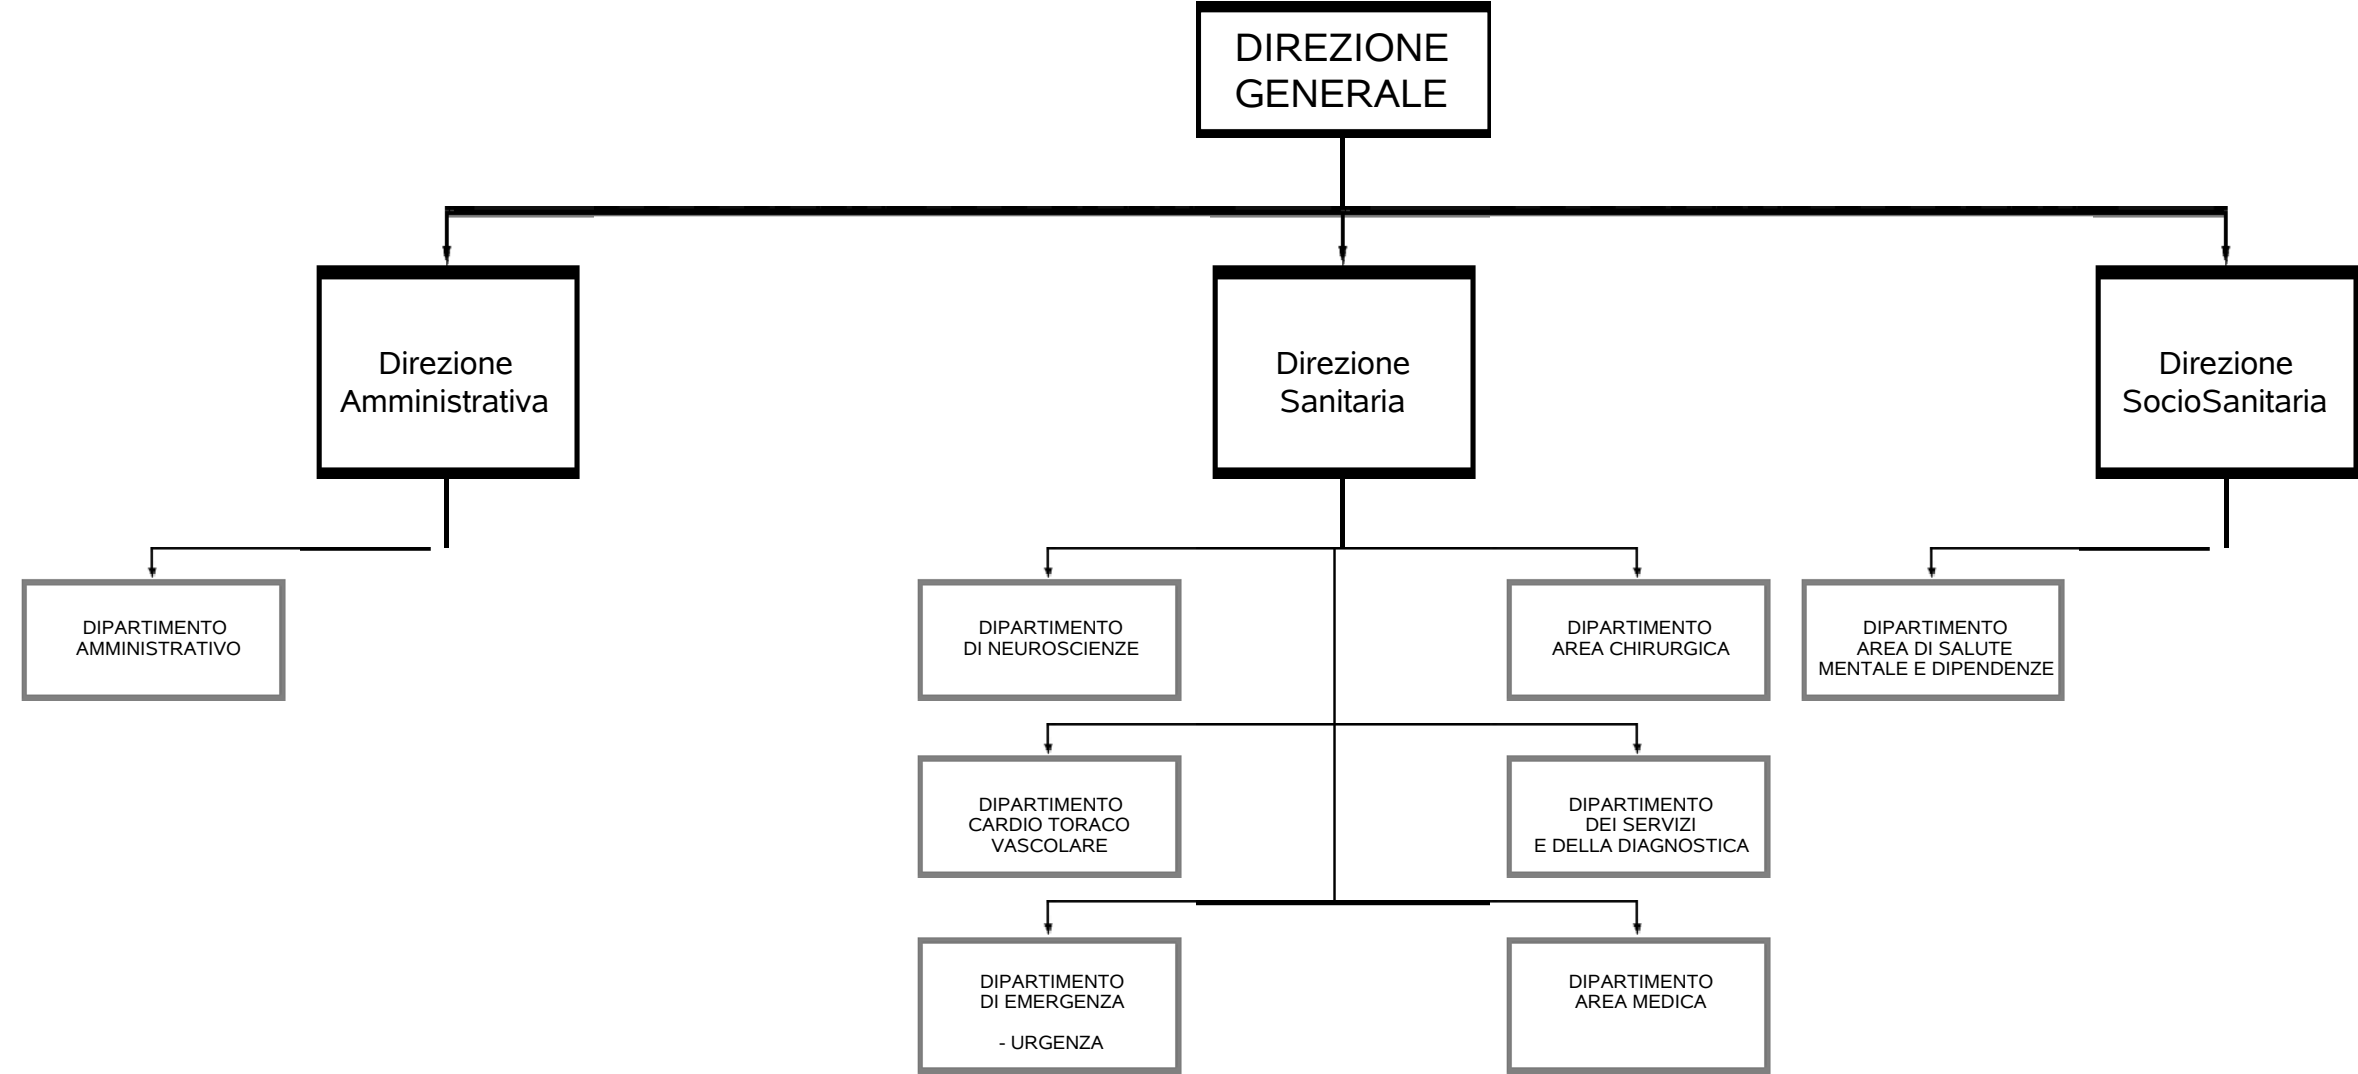 DIREZIONE
GENERALE
Direzione
Amministrativa
Direzione
Sanitaria
Direzione
SocioSanitaria
DIPARTIMENTO
AMMINISTRATIVO
DIPARTIMENTO
DI NEUROSCIENZE
DIPARTIMENTO
AREA CHIRURGICA
DIPARTIMENTO
AREA DI SALUTE
MENTALE E DIPENDENZE
DIPARTIMENTO
CARDIO TORACO
VASCOLARE
DIPARTIMENTO
DEI SERVIZI
E DELLA DIAGNOSTICA
DIPARTIMENTO
DI EMERGENZA
- URGENZA
DIPARTIMENTO
AREA MEDICA